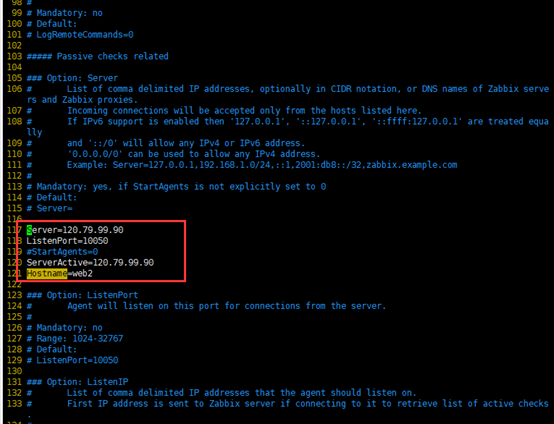 98 #
99 # Mandatory: no
100 # Default:
101 # LogRemoteCommands=0
102
103 ##### Passive checks related
104
105 ### Option: Server
106 # List of comma delimited IP addresses, optionally in CIDR notation, or DNS names of Zabbix serve
rs and Zabbix proxies.
107 # Incoming connections will be accepted only from the hosts listed here.
108 # If IPv6 support is enabled then '127.0.0.1', '::127.0.0.1', '::ffff:127.0.0.1' are treated equa
lly
109 # and '::/0' will allow any IPv4 or IPv6 address.
110 # '0.0.0.0/0' can be used to allow any IPv4 address.
111 # Example: Server=127.0.0.1,192.168.1.0/24,::1,2001:db8::/32,zabbix.example.com
112 #
113 # Mandatory: yes, if StartAgents is not explicitly set to 0
114 # Default:
115 # Server=
116
117 Server=120.79.99.90
118 ListenPort=10050
119 #StartAgents=0
120 ServerActive=120.79.99.90
121 Hostname=web2
122
123 ### Option: ListenPort
124 # Agent will listen on this port for connections from the server.
125 #
126 # Mandatory: no
127 # Range: 1024-32767
128 # Default:
129 # ListenPort=10050
130
131 ### Option: ListenIP
132 # List of comma delimited IP addresses that the agent should listen on.
133 # First IP address is sent to Zabbix server if connecting to it to retrieve list of active checks
.